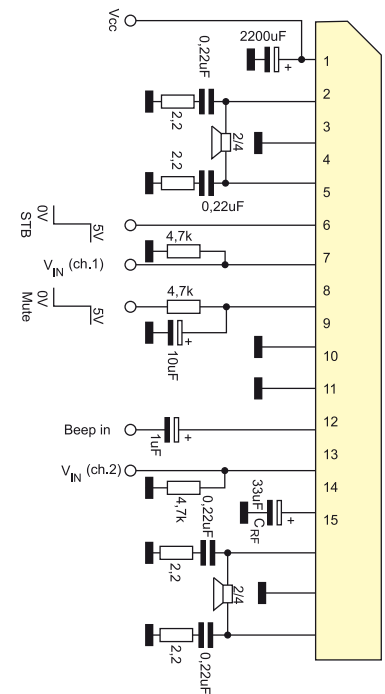 Vcc
2200uF
+
1
0,22uF
2,2
2
2/4
3
4
2,2
0,22uF
5
0V
5V
STB
6
4,7k
V_IN (ch.1)
7
0V
5V
Mute
4,7k
8
9
10uF
+
10
11
Beep in
1uF
+
12
13
V_IN (ch.2)
4,7k
14
33uF
C_RF
+
15
0,22uF
2,2
2/4
2,2
0,22uF